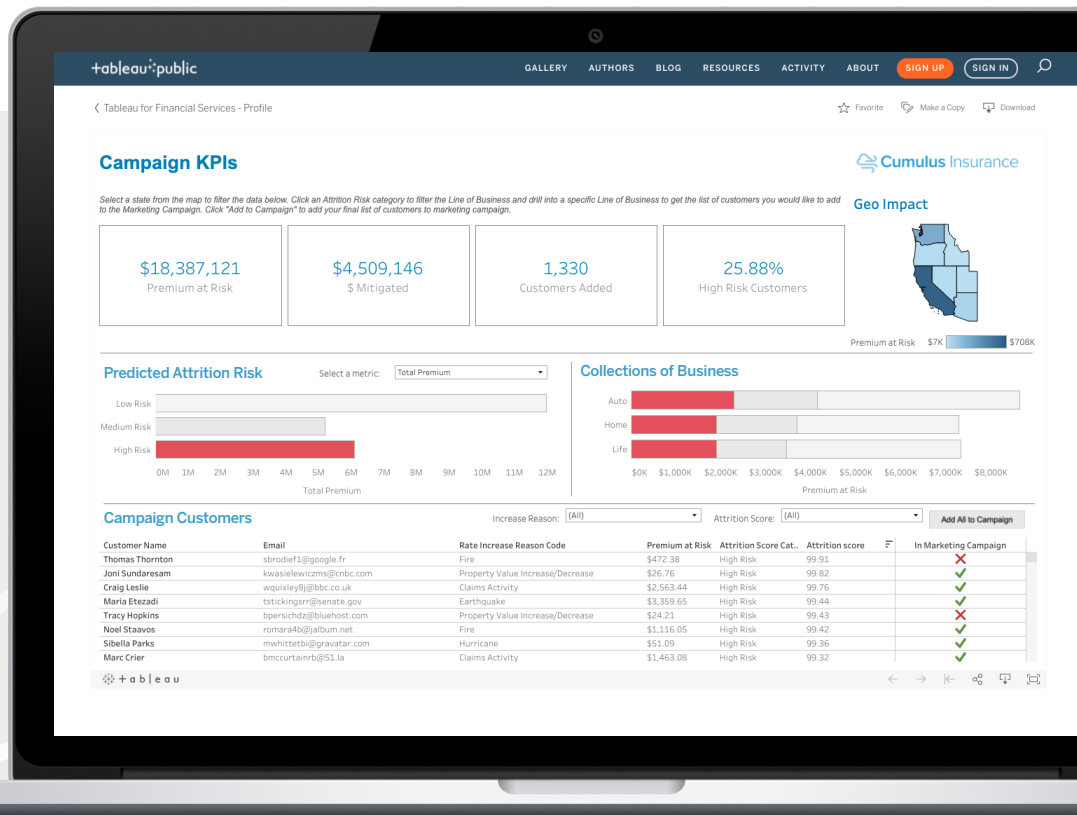 +ableau public
GALLERY AUTHORS BLOG RESOURCES ACTIVITY ABOUT SIGN UP SIGN IN
Tableau for Financial Services - Profile
Favorite Make a Copy Download
Campaign KPIs
Cumulus Insurance
Select a state from the map to filter the data below. Click an Attrition Risk category to filter the Line of Business and drill into a specific Line of Business to get the list of customers you would like to add
to the Marketing Campaign. Click "Add to Campaign" to add your final list of customers to marketing campaign.
Geo Impact
$18,387,121 $4,509,146 1,330 25.88%
Premium at Risk $ Mitigated Customers Added High Risk Customers
Premium at Risk $7K $708K
Predicted Attrition Risk Select a metric: Total Premium
Collections of Business
Low Risk
Medium Risk
High Risk
0M 1M 2M 3M 4M 5M 6M 7M 8M 9M 10M 11M 12M
Total Premium
Auto
Home
Life
$0K $1,000K $2,000K $3,000K $4,000K $5,000K $6,000K $7,000K $8,000K
Premium at Risk
Campaign Customers Increase Reason: (All) Attrition Score: (All) Add All to Campaign
Customer Name Email Rate Increase Reason Code Premium at Risk Attrition Score Cat.. Attrition score In Marketing Campaign
Thomas Thornton sbrodief1@google.fr Fire $472.38 High Risk 99.91
Joni Sundaresam kwasielewiczms@cnbc.com Property Value Increase/Decrease $26.76 High Risk 99.82
Craig Leslie wquixley8j@bbc.co.uk Claims Activity $2,563.44 High Risk 99.76
Maria Etezadi tstickingsrr@senate.gov Earthquake $3,359.65 High Risk 99.44
Tracy Hopkins bpersichdz@bluehost.com Property Value Increase/Decrease $24.21 High Risk 99.43
Noel Staavos romara4b@jalbum.net Fire $1,116.05 High Risk 99.42
Sibella Parks mwhittetbi@gravatar.com Hurricane $51.09 High Risk 99.36
Marc Crier bmccurtainrb@51.la Claims Activity $1,463.08 High Risk 99.32
+ableau